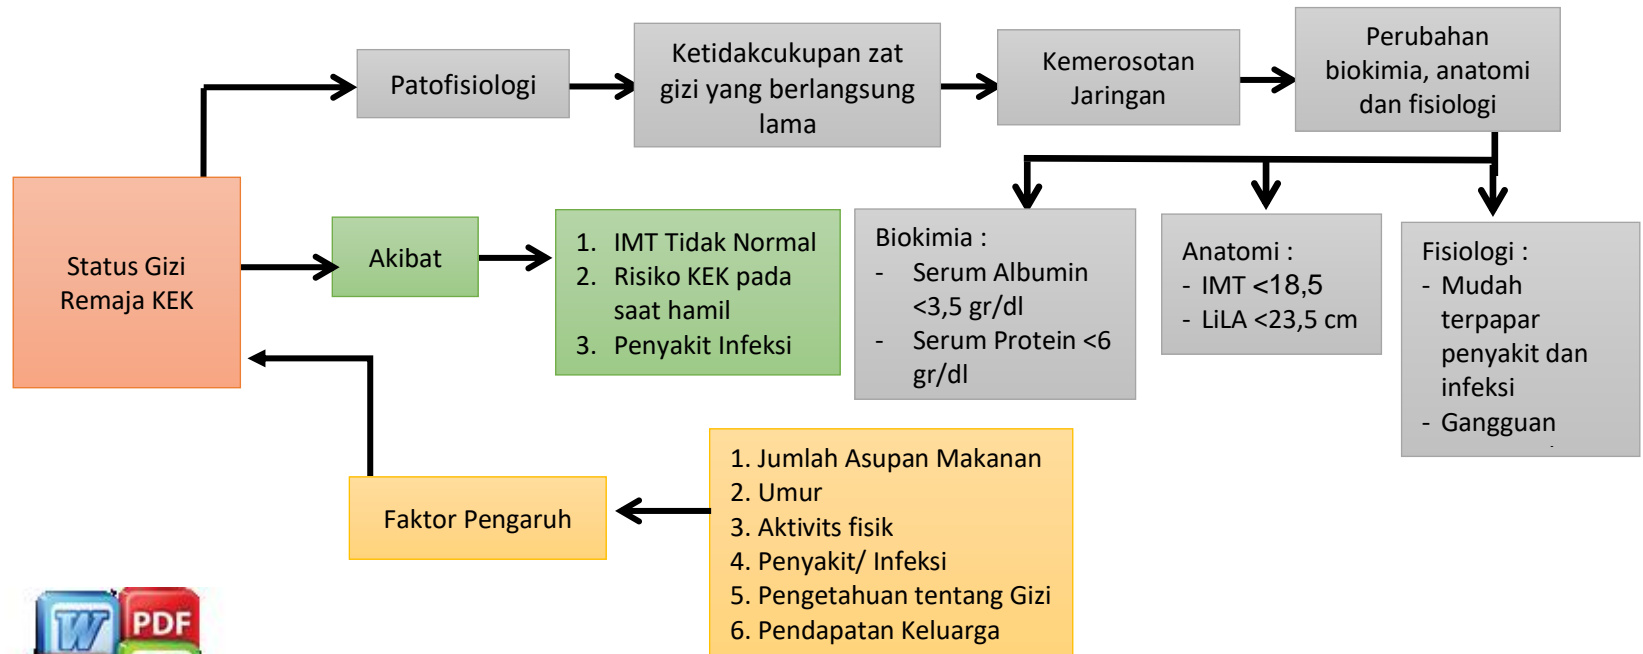 Patofisiologi
Ketidakcukupan zat
gizi yang berlangsung
lama
Kemerosotan
Jaringan
Perubahan
biokimia, anatomi
dan fisiologi
Status Gizi
Remaja KEK
Akibat
1. IMT Tidak Normal
2. Risiko KEK pada
saat hamil
3. Penyakit Infeksi
Biokimia :
- Serum Albumin
<3,5 gr/dl
- Serum Protein <6
gr/dl
Anatomi :
- IMT <18,5
- LiLA <23,5 cm
Fisiologi :
- Mudah
terpapar
penyakit dan
infeksi
- Gangguan
Faktor Pengaruh
1. Jumlah Asupan Makanan
2. Umur
3. Aktivits fisik
4. Penyakit/ Infeksi
5. Pengetahuan tentang Gizi
6. Pendapatan Keluarga
W
PDF